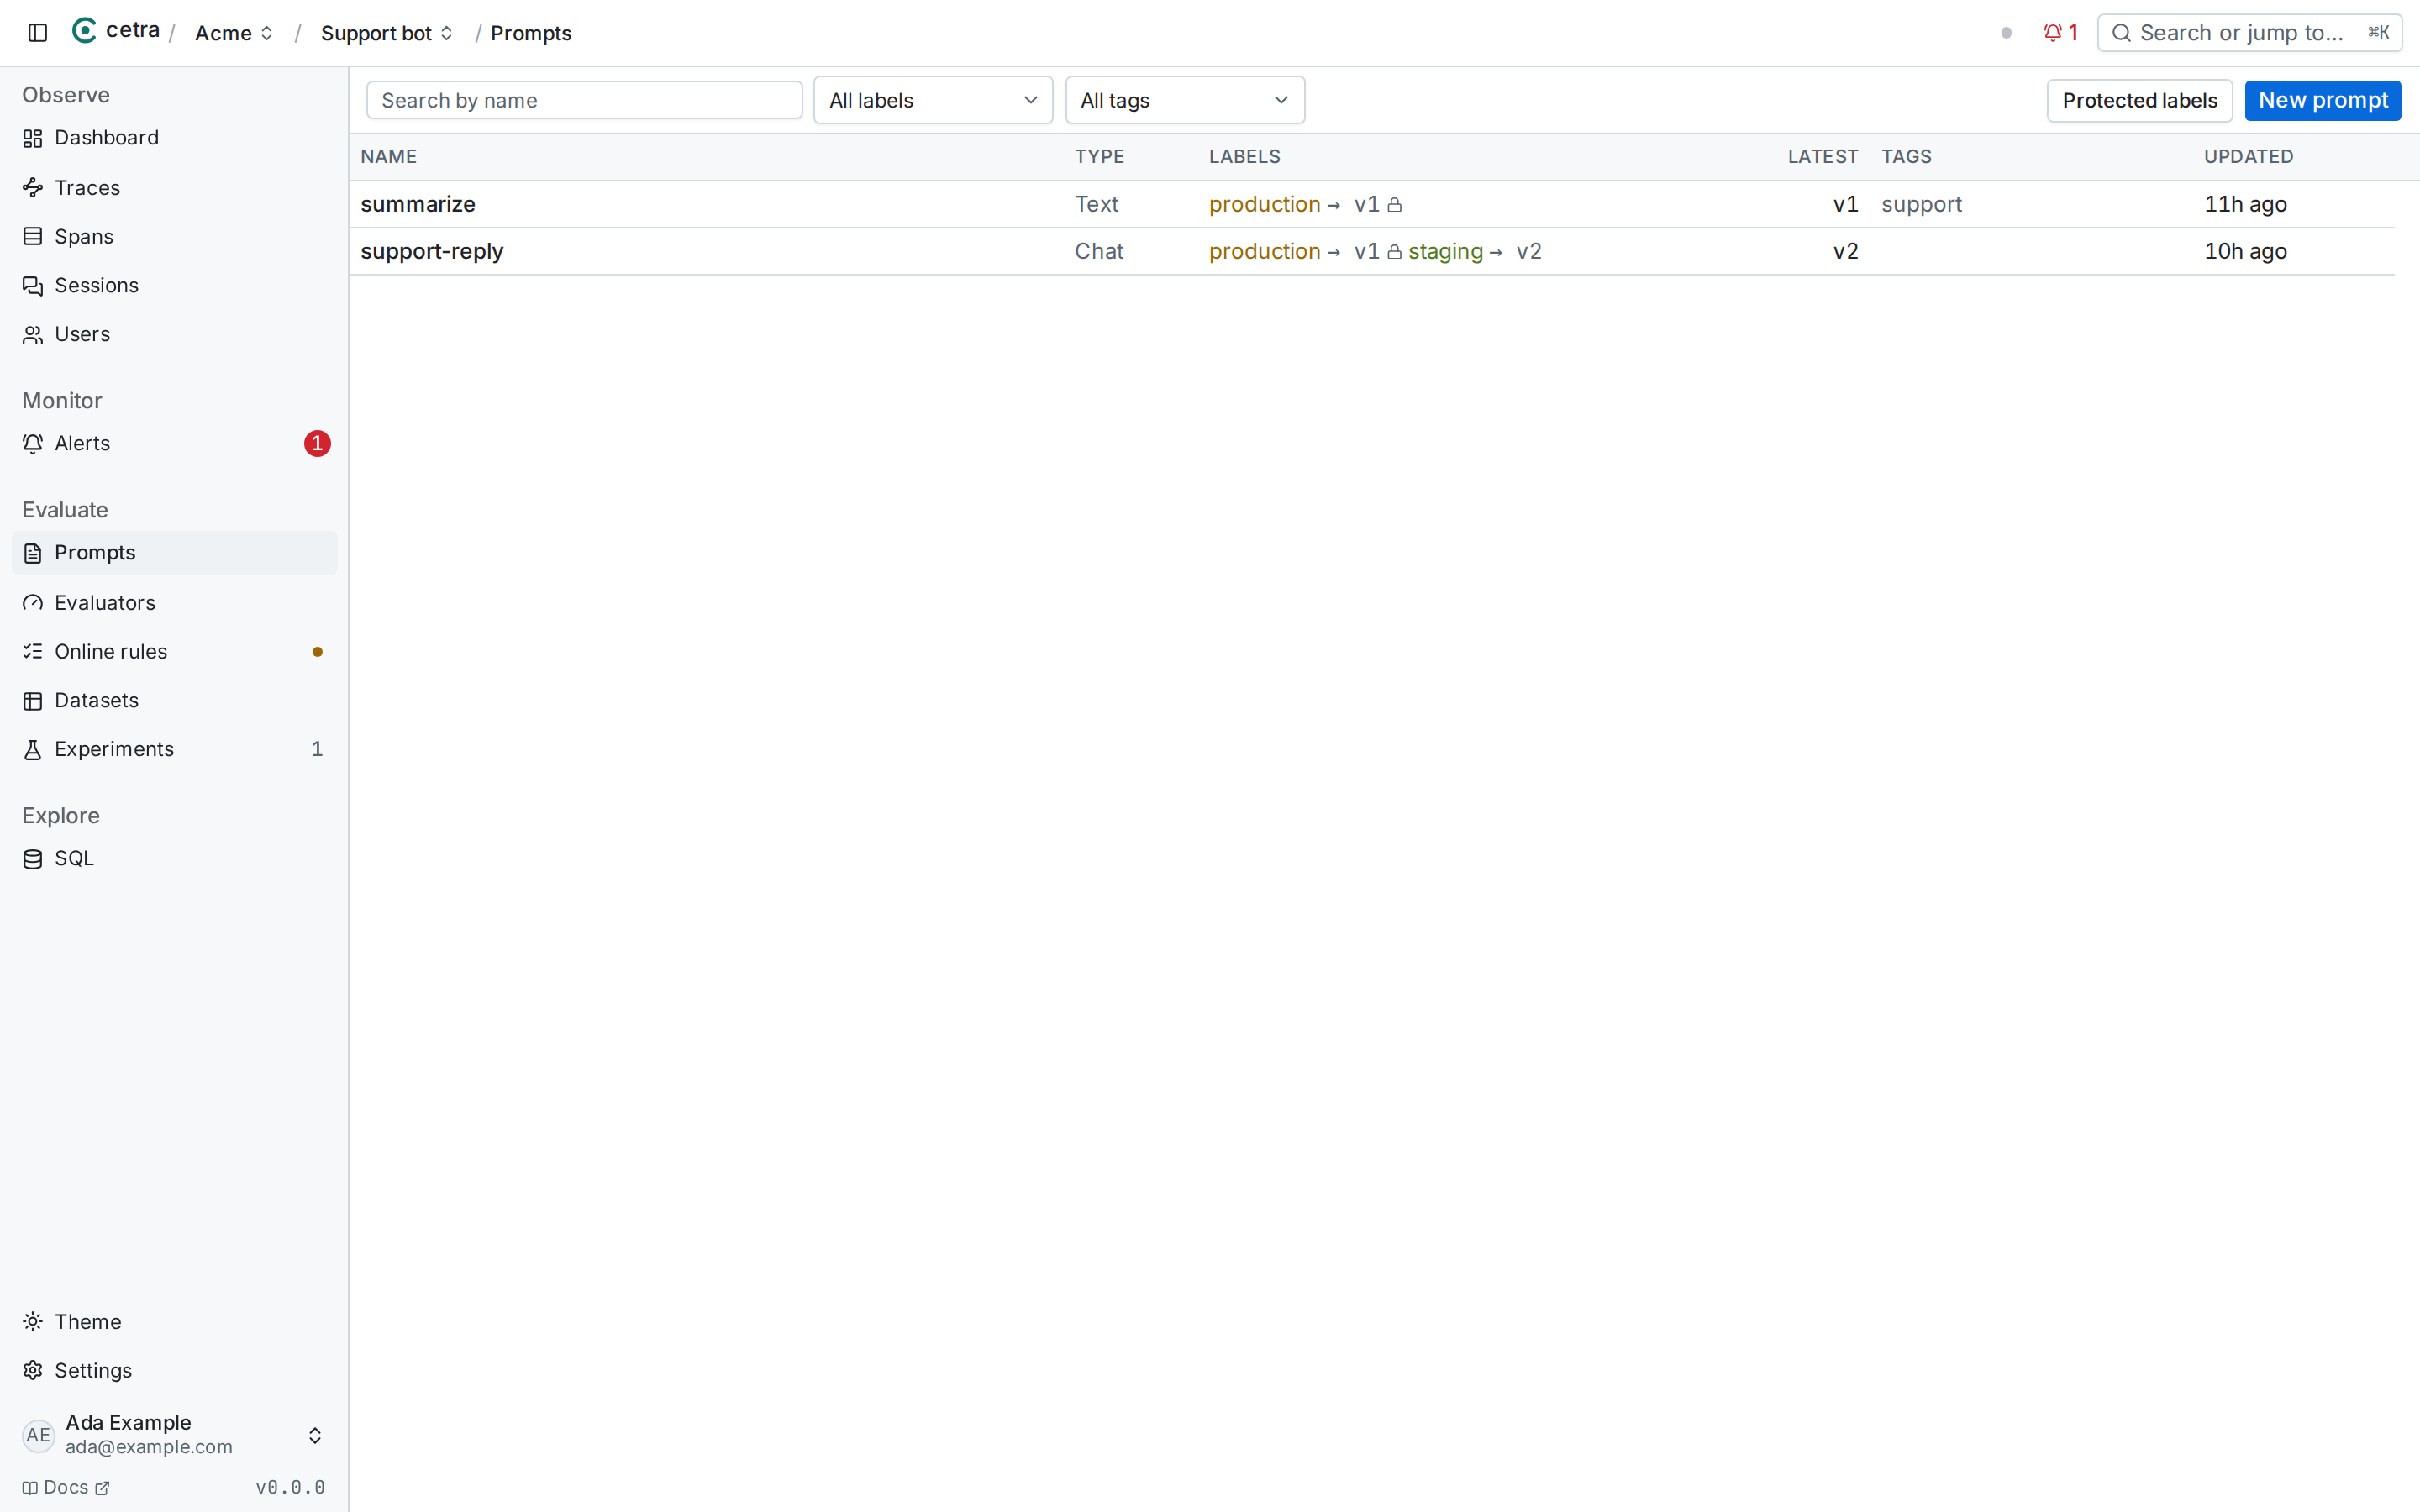 cetra / Acme / Support bot / Prompts
1
Search or jump to... ⌘K
Observe
Dashboard
Traces
Spans
Sessions
Users
Monitor
Alerts 1
Evaluate
Prompts
Evaluators
Online rules
Datasets
Experiments 1
Explore
SQL
Theme
Settings
AE
Ada Example
ada@example.com
Docs v0.0.0
Search by name All labels All tags Protected labels New prompt
NAME TYPE LABELS LATEST TAGS UPDATED
summarize Text production → v1 v1 support 11h ago
support-reply Chat production → v1 staging → v2 v2 10h ago